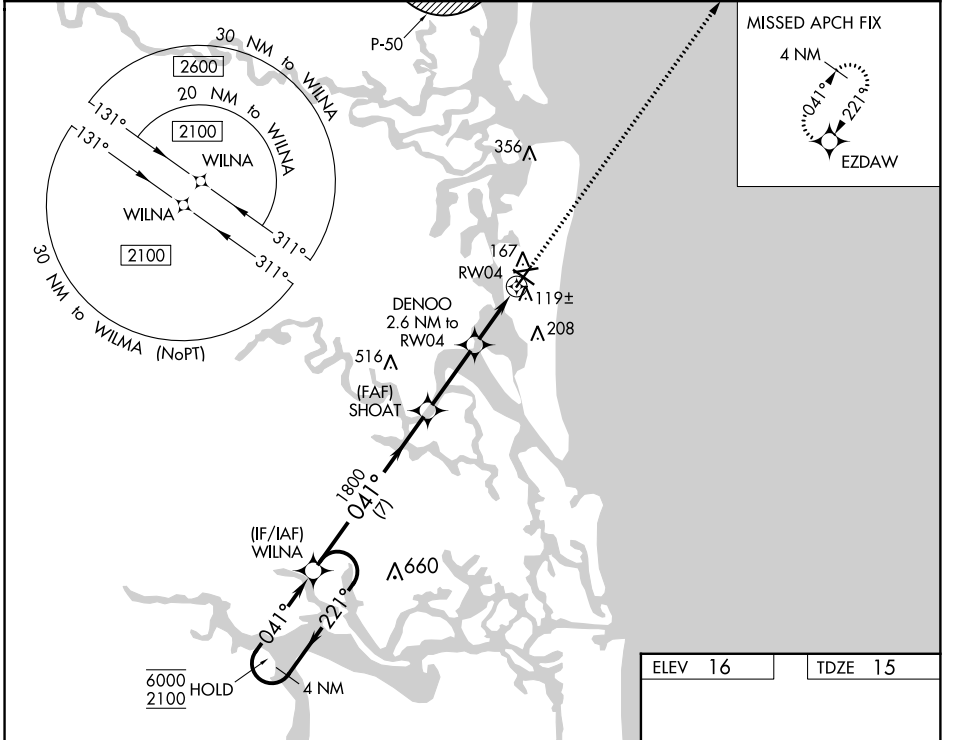 P-50
MISSED APCH FIX
4 NM
041°
221°
EZDAW
30 NM to WILNA
2600
20 NM to WILNA
2100
131°
131°
WILNA
WILNA
311°
311°
2100
30 NM to WILMA (NoPT)
356
167
RW04
119±
208
DENOO
2.6 NM to
RW04
516
(FAF)
SHOAT
1800
041°
(7)
(IF/IAF)
WILNA
660
041°
221°
6000
2100
HOLD
4 NM
ELEV 16
TDZE 15